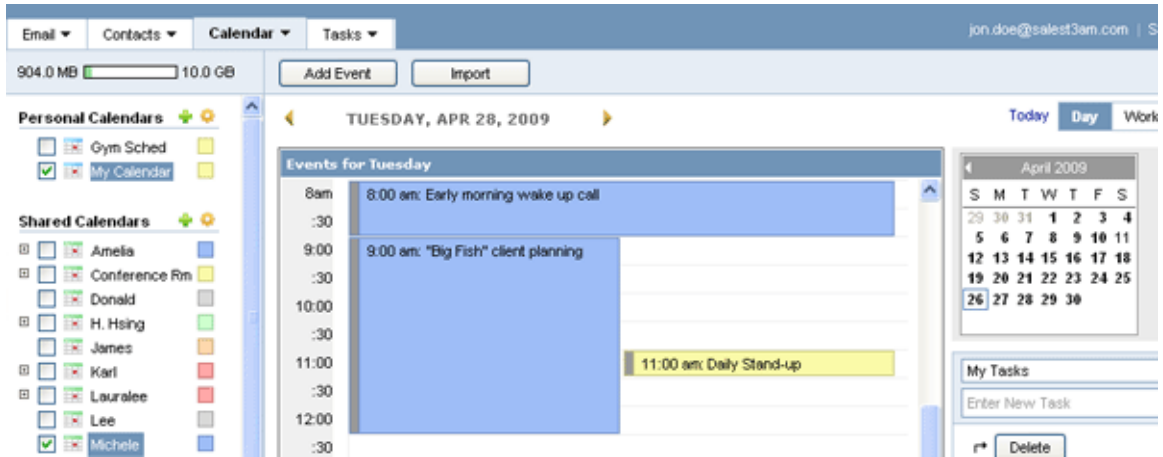 Email ▾ Contacts ▾ Calendar ▾ Tasks ▾ jon.doe@salest3am.com | S
904.0 MB 10.0 GB Add Event Import
Personal Calendars
Gym Sched
My Calendar
Shared Calendars
Amelia
Conference Rm
Donald
H. Hsing
James
Karl
Lauralee
Lee
Michele
TUESDAY, APR 28, 2009
Today Day Work
Events for Tuesday
8am 8:00 am: Early morning wake up call
:30
9:00 9:00 am: "Big Fish" client planning
:30
10:00
:30
11:00 11:00 am: Daily Stand-up
:30
12:00
:30
April 2009
S M T W T F S
29 30 31 1 2 3 4
5 6 7 8 9 10 11
12 13 14 15 16 17 18
19 20 21 22 23 24 25
26 27 28 29 30
My Tasks
Enter New Task
Delete